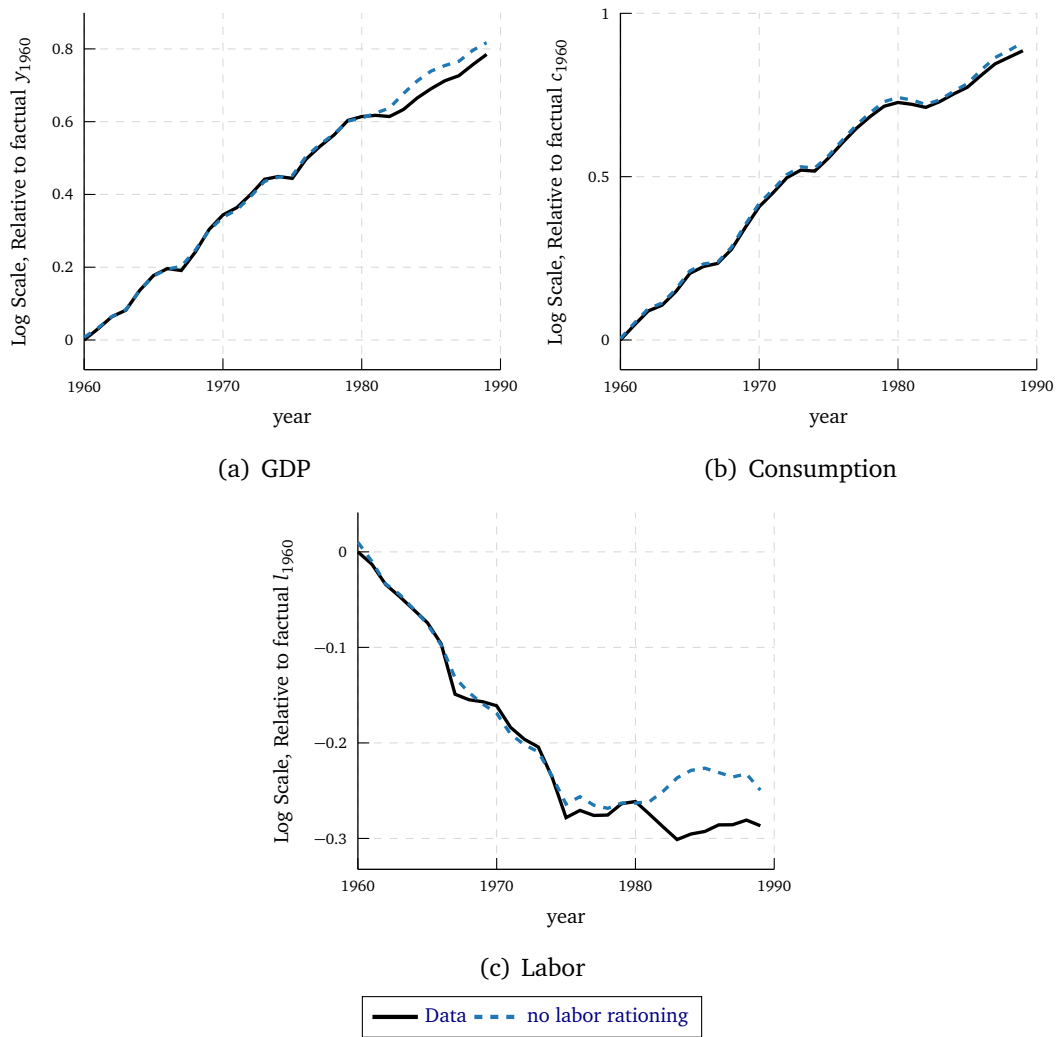 Log Scale, Relative to factual y1960
0.8
0.6
0.4
0.2
0
1960
1970
1980
1990
year
(a) GDP
Log Scale, Relative to factual c1960
1
0.5
0
1960
1970
1980
1990
year
(b) Consumption
Log Scale, Relative to factual l1960
0
−0.1
−0.2
−0.3
1960
1970
1980
1990
year
(c) Labor
Data no labor rationing